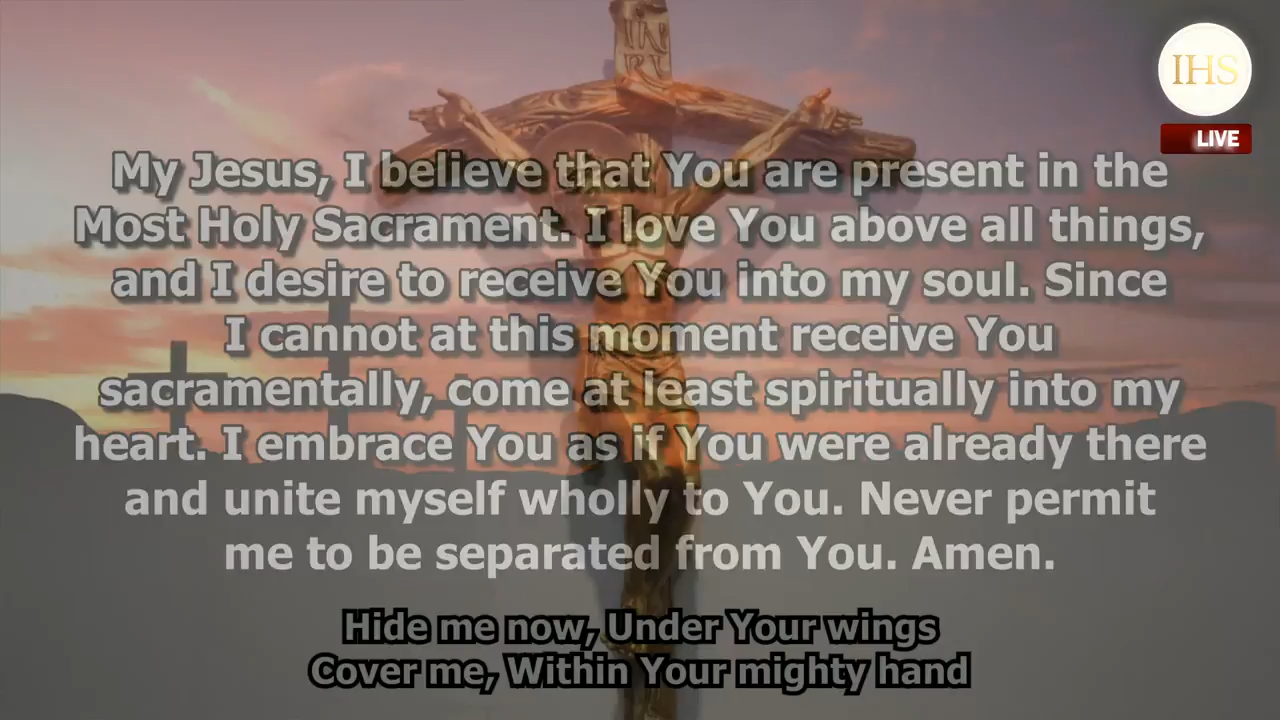 IN
RI
IHS
LIVE
My Jesus, I believe that You are present in the
Most Holy Sacrament. I love You above all things,
and I desire to receive You into my soul. Since
I cannot at this moment receive You
sacramentally, come at least spiritually into my
heart. I embrace You as if You were already there
and unite myself wholly to You. Never permit
me to be separated from You. Amen.
Hide me now, Under Your wings
Cover me, Within Your mighty hand